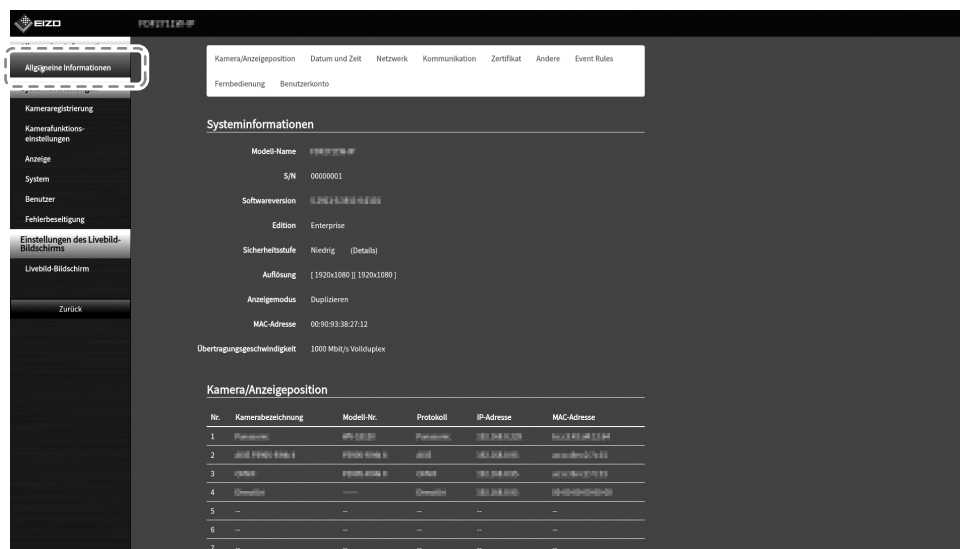 EIZO
Allgemeine Informationen
Kameraregistrierung
Kamerafunktions-
einstellungen
Anzeige
System
Benutzer
Fehlerbeseitigung
Einstellungen des Livebild-
Bildschirms
Livebild-Bildschirm
Zurück
Kamera/Anzeigeposition Datum und Zeit Netzwerk Kommunikation Zertifikat Andere Event Rules
Fernbedienung Benutzerkonto
Systeminformationen
Modell-Name
S/N 00000001
Softwareversion
Edition Enterprise
Sicherheitsstufe Niedrig (Details)
Auflösung [ 1920x1080 ][ 1920x1080 ]
Anzeigemodus Duplizieren
MAC-Adresse 00:90:93:38:27:12
Übertragungsgeschwindigkeit 1000 Mbit/s Vollduplex
Kamera/Anzeigeposition
Nr. Kamerabezeichnung Modell-Nr. Protokoll IP-Adresse MAC-Adresse
1
2
3
4
5 -- -- -- -- --
6 -- -- -- -- --
7